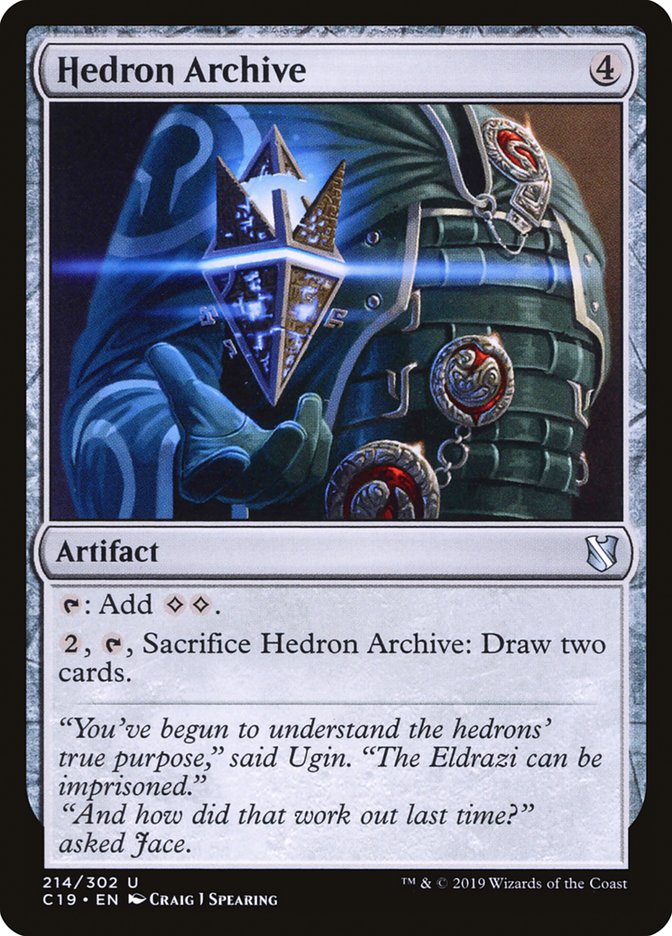 Hedron Archive 4
Artifact
: Add .
2, , Sacrifice Hedron Archive: Draw two
cards.
“You’ve begun to understand the hedrons’
true purpose,” said Ugin. “The Eldrazi can be
imprisoned.”
“And how did that work out last time?”
asked Jace.
214/302 U
C19 • EN Craig J Spearing
™ & © 2019 Wizards of the Coast